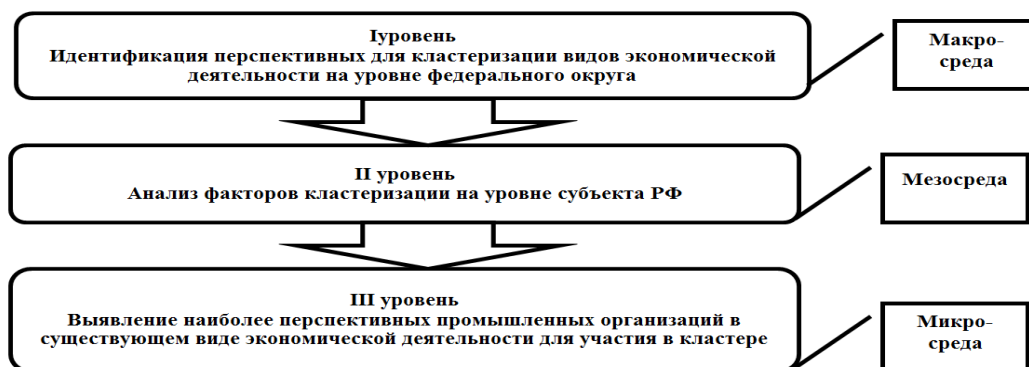 Iуровень
Идентификация перспективных для кластеризации видов экономической
деятельности на уровне федерального округа
Макро-
среда
II уровень
Анализ факторов кластеризации на уровне субъекта РФ
Мезосреда
III уровень
Выявление наиболее перспективных промышленных организаций в
существующем виде экономической деятельности для участия в кластере
Микро-
среда